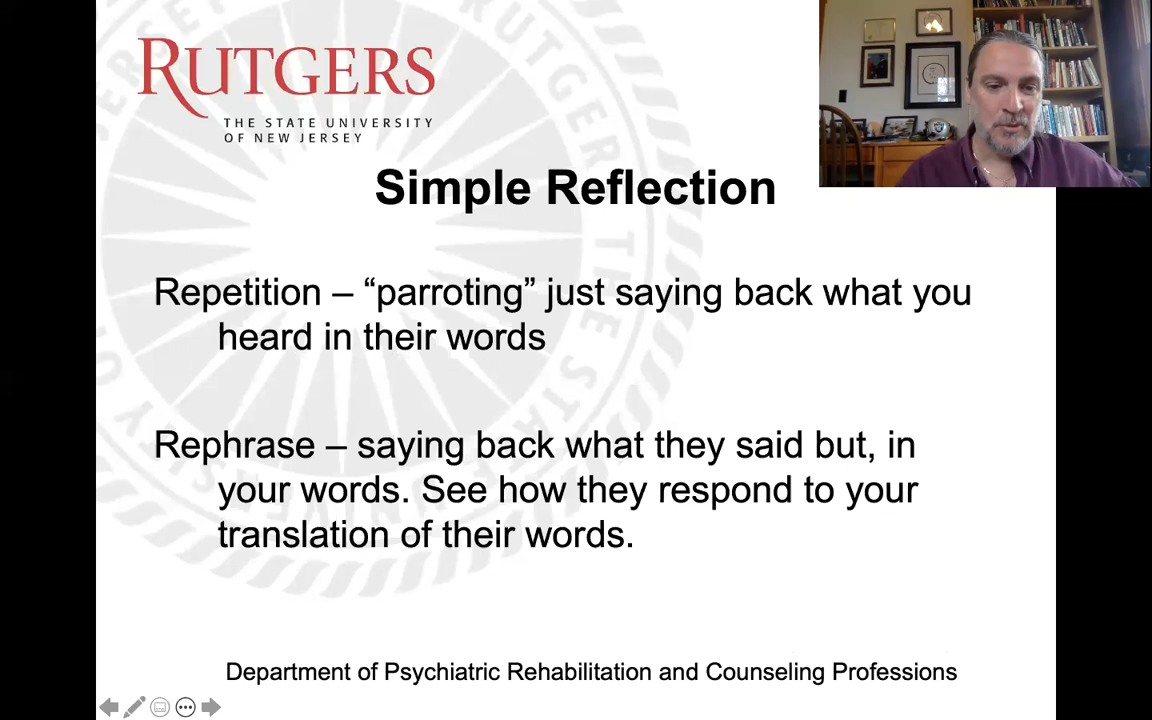 RUTGERS
THE STATE UNIVERSITY
OF NEW JERSEY
Simple Reflection
Repetition – “parroting” just saying back what you
heard in their words
Rephrase – saying back what they said but, in
your words. See how they respond to your
translation of their words.
Department of Psychiatric Rehabilitation and Counseling Professions